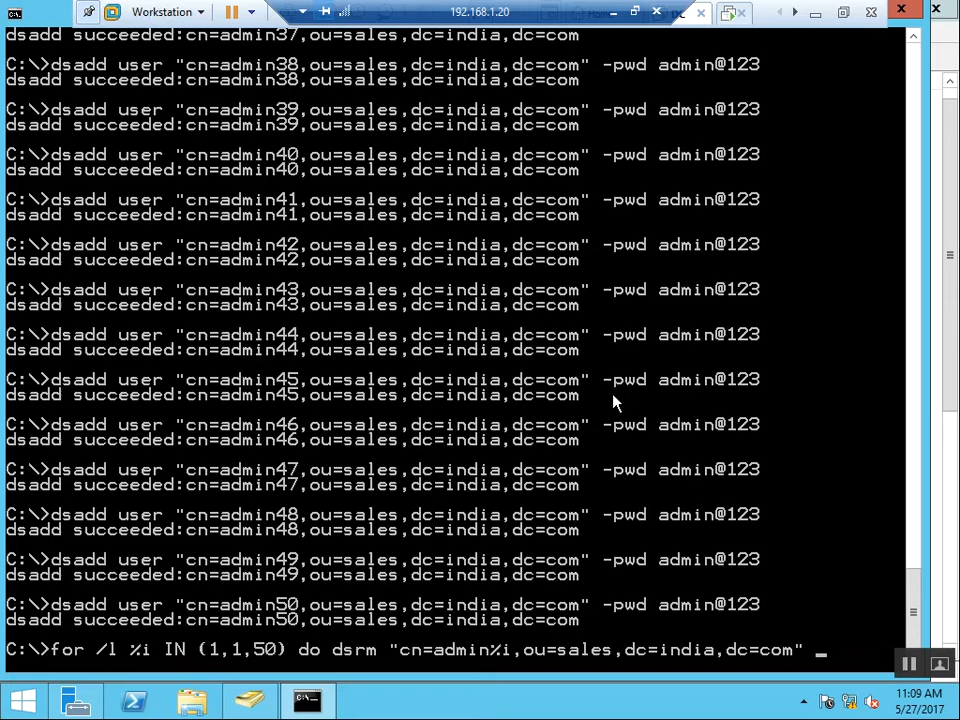 Workstation
192.168.1.20
dsadd succeeded:cn=admin37,ou=sales,dc=india,dc=com
C:\>dsadd user "cn=admin38,ou=sales,dc=india,dc=com" -pwd admin@123
dsadd succeeded:cn=admin38,ou=sales,dc=india,dc=com
C:\>dsadd user "cn=admin39,ou=sales,dc=india,dc=com" -pwd admin@123
dsadd succeeded:cn=admin39,ou=sales,dc=india,dc=com
C:\>dsadd user "cn=admin40,ou=sales,dc=india,dc=com" -pwd admin@123
dsadd succeeded:cn=admin40,ou=sales,dc=india,dc=com
C:\>dsadd user "cn=admin41,ou=sales,dc=india,dc=com" -pwd admin@123
dsadd succeeded:cn=admin41,ou=sales,dc=india,dc=com
C:\>dsadd user "cn=admin42,ou=sales,dc=india,dc=com" -pwd admin@123
dsadd succeeded:cn=admin42,ou=sales,dc=india,dc=com
C:\>dsadd user "cn=admin43,ou=sales,dc=india,dc=com" -pwd admin@123
dsadd succeeded:cn=admin43,ou=sales,dc=india,dc=com
C:\>dsadd user "cn=admin44,ou=sales,dc=india,dc=com" -pwd admin@123
dsadd succeeded:cn=admin44,ou=sales,dc=india,dc=com
C:\>dsadd user "cn=admin45,ou=sales,dc=india,dc=com" -pwd admin@123
dsadd succeeded:cn=admin45,ou=sales,dc=india,dc=com
C:\>dsadd user "cn=admin46,ou=sales,dc=india,dc=com" -pwd admin@123
dsadd succeeded:cn=admin46,ou=sales,dc=india,dc=com
C:\>dsadd user "cn=admin47,ou=sales,dc=india,dc=com" -pwd admin@123
dsadd succeeded:cn=admin47,ou=sales,dc=india,dc=com
C:\>dsadd user "cn=admin48,ou=sales,dc=india,dc=com" -pwd admin@123
dsadd succeeded:cn=admin48,ou=sales,dc=india,dc=com
C:\>dsadd user "cn=admin49,ou=sales,dc=india,dc=com" -pwd admin@123
dsadd succeeded:cn=admin49,ou=sales,dc=india,dc=com
C:\>dsadd user "cn=admin50,ou=sales,dc=india,dc=com" -pwd admin@123
dsadd succeeded:cn=admin50,ou=sales,dc=india,dc=com
C:\>for /l %i IN (1,1,50) do dsrm "cn=admin%i,ou=sales,dc=india,dc=com" _
11:09 AM
5/27/2017